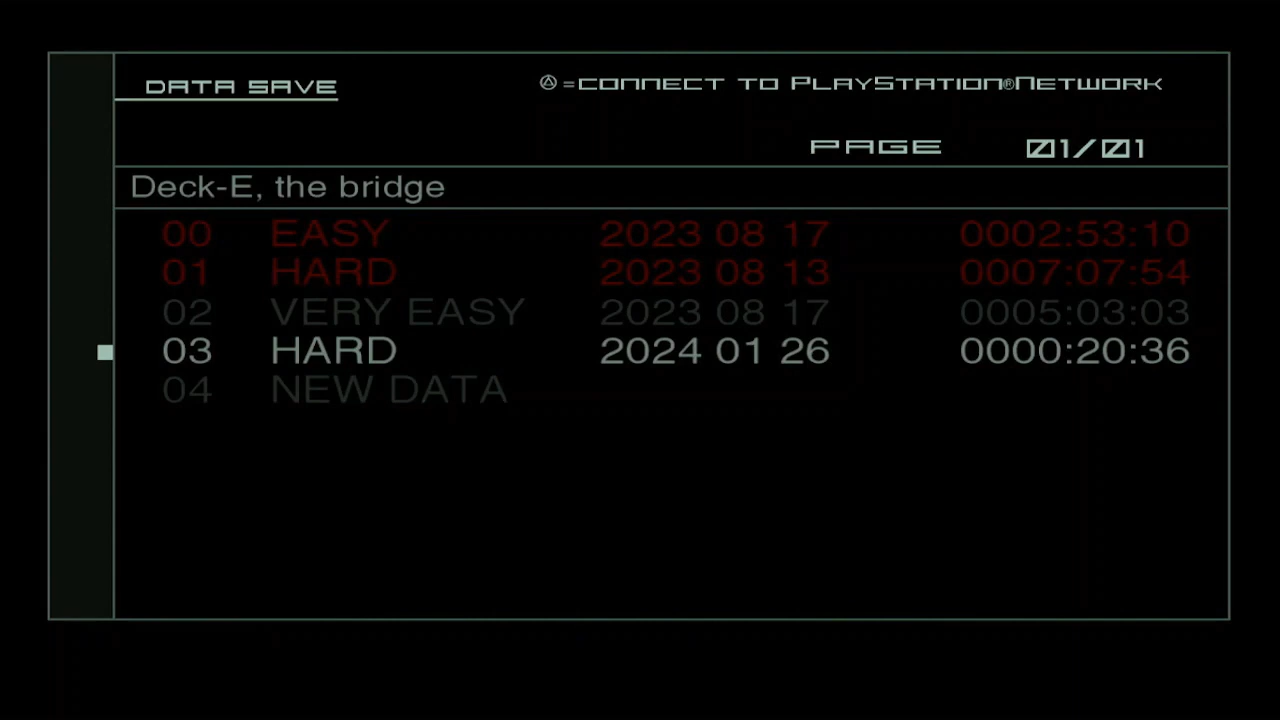 DATA SAVE
Ⓐ=CONNECT TO PLAYSTATION®NETWORK
PAGE 01/01
Deck-E, the bridge
00 EASY 2023 08 17 0002:53:10
01 HARD 2023 08 13 0007:07:54
02 VERY EASY 2023 08 17 0005:03:03
03 HARD 2024 01 26 0000:20:36
04 NEW DATA